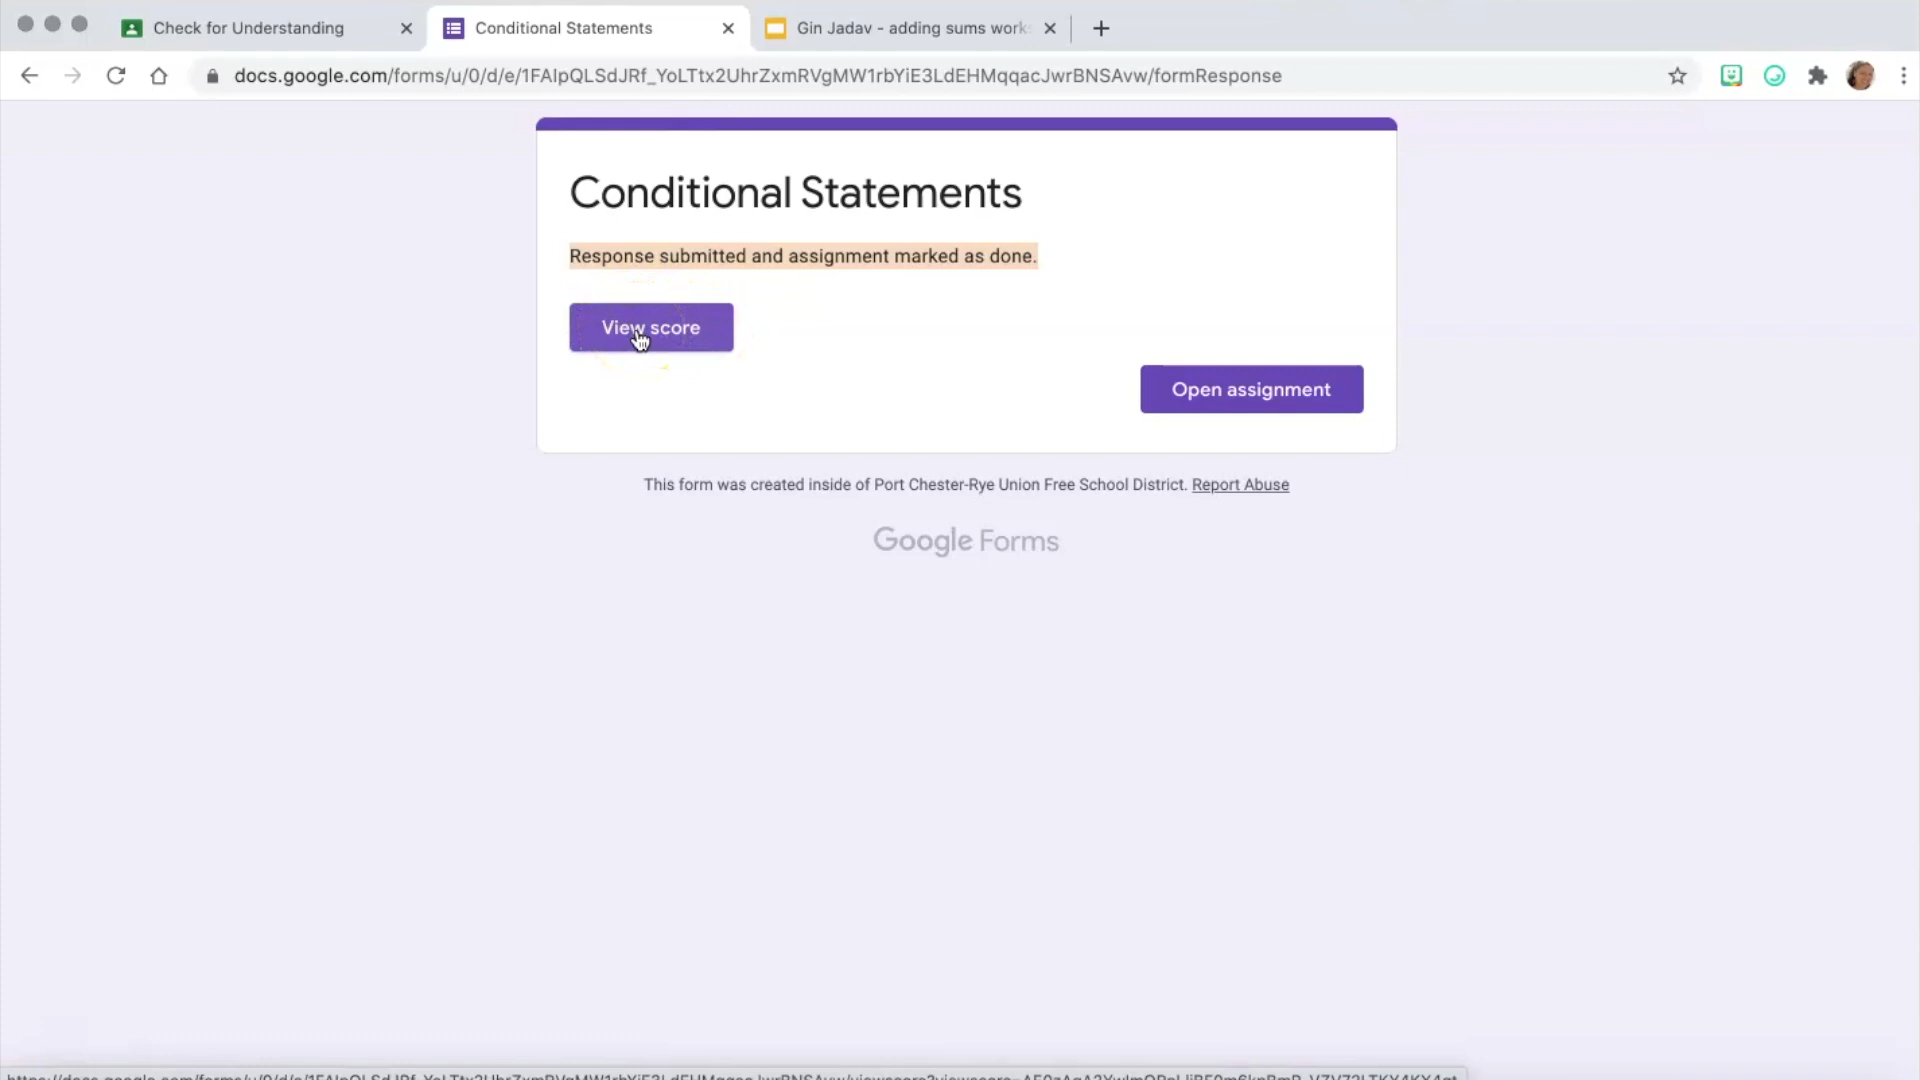 Check for Understanding
Conditional Statements
Gin Jadav - adding sums work
docs.google.com/forms/u/0/d/e/1FAIpQLSdJRf_YoLTtx2UhrZxmRVgMW1rbYiE3LdEHMqqacJwrBNSAvw/formResponse
Conditional Statements
Response submitted and assignment marked as done.
View score
Open assignment
This form was created inside of Port Chester-Rye Union Free School District. Report Abuse
Google Forms